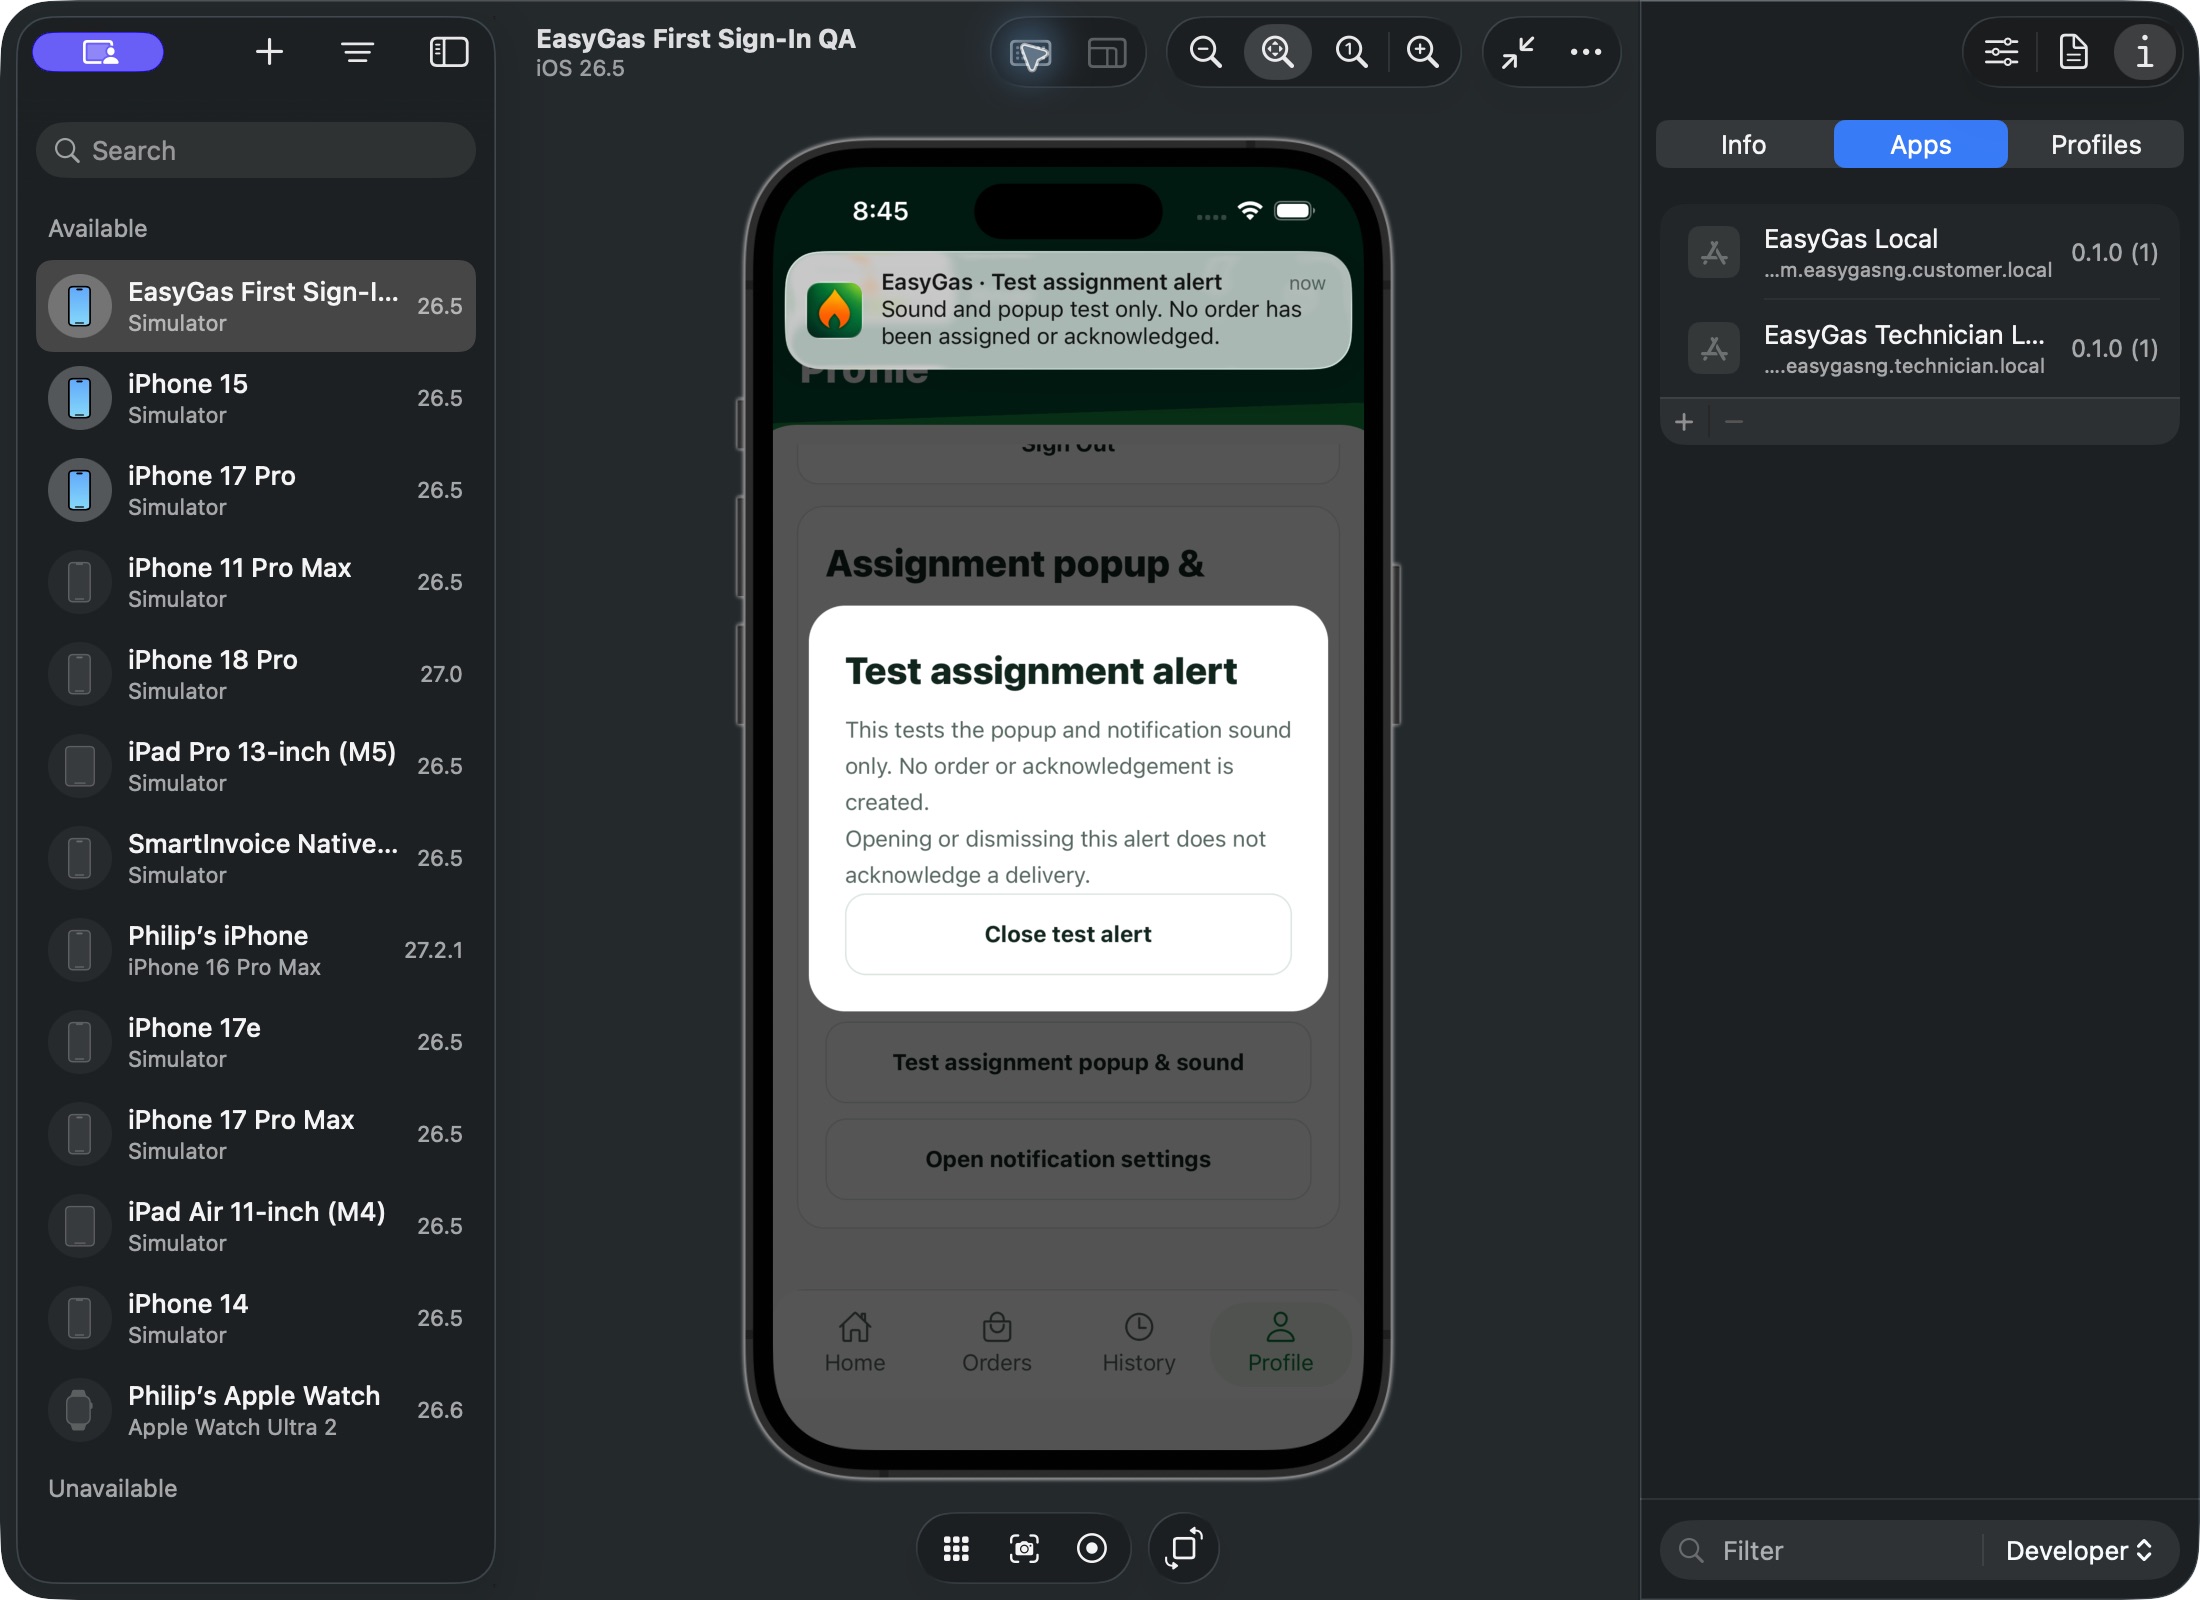 EasyGas First Sign-In QA
iOS 26.5
Search
Available
EasyGas First Sign-I...
Simulator
26.5
iPhone 15
Simulator
26.5
iPhone 17 Pro
Simulator
26.5
iPhone 11 Pro Max
Simulator
26.5
iPhone 18 Pro
Simulator
27.0
iPad Pro 13-inch (M5)
Simulator
26.5
SmartInvoice Native...
Simulator
26.5
Philip’s iPhone
iPhone 16 Pro Max
27.2.1
iPhone 17e
Simulator
26.5
iPhone 17 Pro Max
Simulator
26.5
iPad Air 11-inch (M4)
Simulator
26.5
iPhone 14
Simulator
26.5
Philip’s Apple Watch
Apple Watch Ultra 2
26.6
Unavailable
8:45
EasyGas · Test assignment alert
now
Sound and popup test only. No order has
been assigned or acknowledged.
Profile
Sign Out
Assignment popup &
Test assignment alert
This tests the popup and notification sound
only. No order or acknowledgement is
created.
Opening or dismissing this alert does not
acknowledge a delivery.
Close test alert
Test assignment popup & sound
Open notification settings
Home
Orders
History
Profile
Info
Apps
Profiles
EasyGas Local
...m.easygasng.customer.local
0.1.0 (1)
EasyGas Technician L...
....easygasng.technician.local
0.1.0 (1)
Filter
Developer